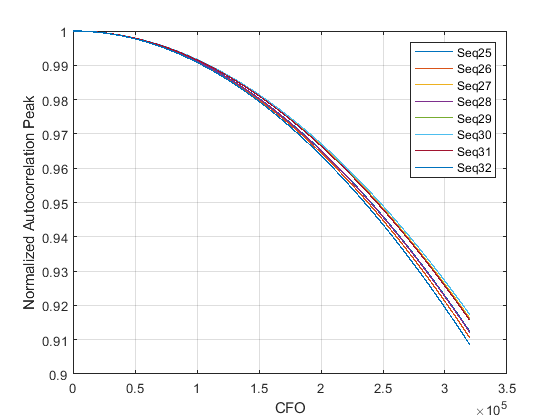 1
0.99
0.98
0.97
0.96
0.95
0.94
0.93
0.92
0.91
0.9
Normalized Autocorrelation Peak
Seq25
Seq26
Seq27
Seq28
Seq29
Seq30
Seq31
Seq32
0 0.5 1 1.5 2 2.5 3 3.5
CFO
×10⁵